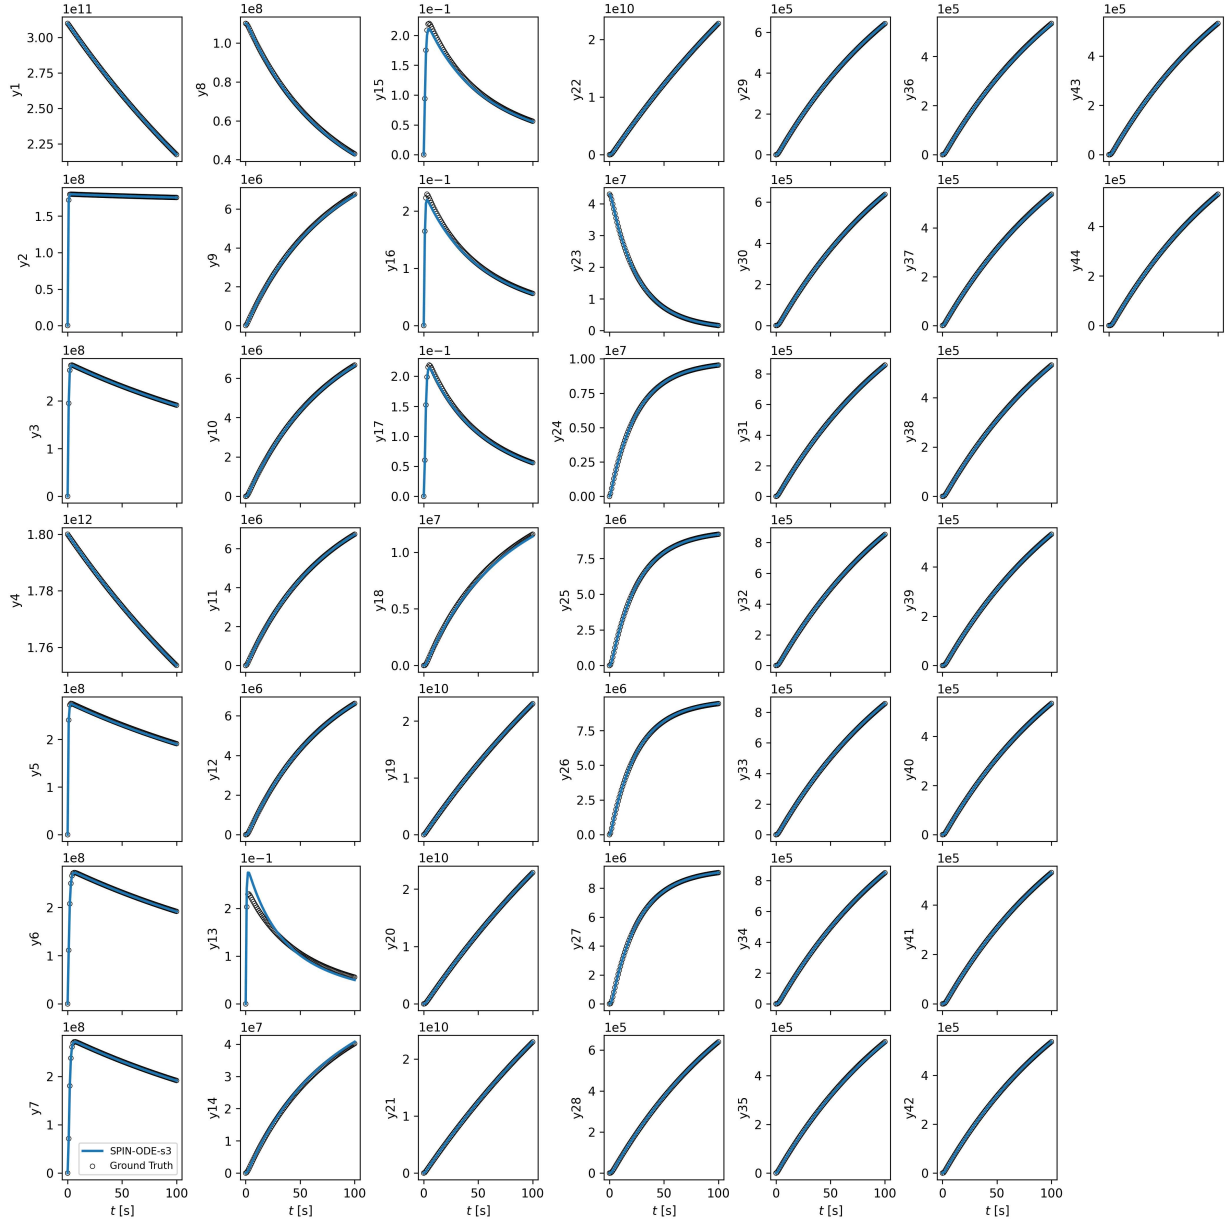 1e11
3.00
2.75
2.50
2.25
y1
1e8
1.5
1.0
0.5
0.0
y2
1e8
2
1
0
y3
1e12
1.80
1.78
1.76
y4
1e8
2
1
0
y5
1e8
2
1
0
y6
1e8
2
1
0
y7
SPIN-ODE-s3
Ground Truth
0 50 100
t [s]
1e8
1.0
0.8
0.6
0.4
y8
1e6
6
4
2
0
y9
1e6
6
4
2
0
y10
1e6
6
4
2
0
y11
1e6
6
4
2
0
y12
1e−1
2
1
0
y13
1e7
4
3
2
1
0
y14
0 50 100
t [s]
1e−1
2.0
1.5
1.0
0.5
0.0
y15
1e−1
2
1
0
y16
1e−1
2.0
1.5
1.0
0.5
0.0
y17
1e7
1.0
0.5
0.0
y18
1e10
2
1
0
y19
1e10
2
1
0
y20
1e10
2
1
0
y21
0 50 100
t [s]
1e10
2
1
0
y22
1e7
4
3
2
1
0
y23
1e7
1.00
0.75
0.50
0.25
0.00
y24
1e6
7.5
5.0
2.5
0.0
y25
1e6
7.5
5.0
2.5
0.0
y26
1e6
8
6
4
2
0
y27
1e5
6
4
2
0
y28
0 50 100
t [s]
1e5
6
4
2
0
y29
1e5
6
4
2
0
y30
1e5
8
6
4
2
0
y31
1e5
8
6
4
2
0
y32
1e5
8
6
4
2
0
y33
1e5
8
6
4
2
0
y34
1e5
4
2
0
y35
0 50 100
t [s]
1e5
4
2
0
y36
1e5
4
2
0
y37
1e5
4
2
0
y38
1e5
4
2
0
y39
1e5
4
2
0
y40
1e5
4
2
0
y41
1e5
4
2
0
y42
0 50 100
t [s]
1e5
4
2
0
y43
1e5
4
2
0
y44